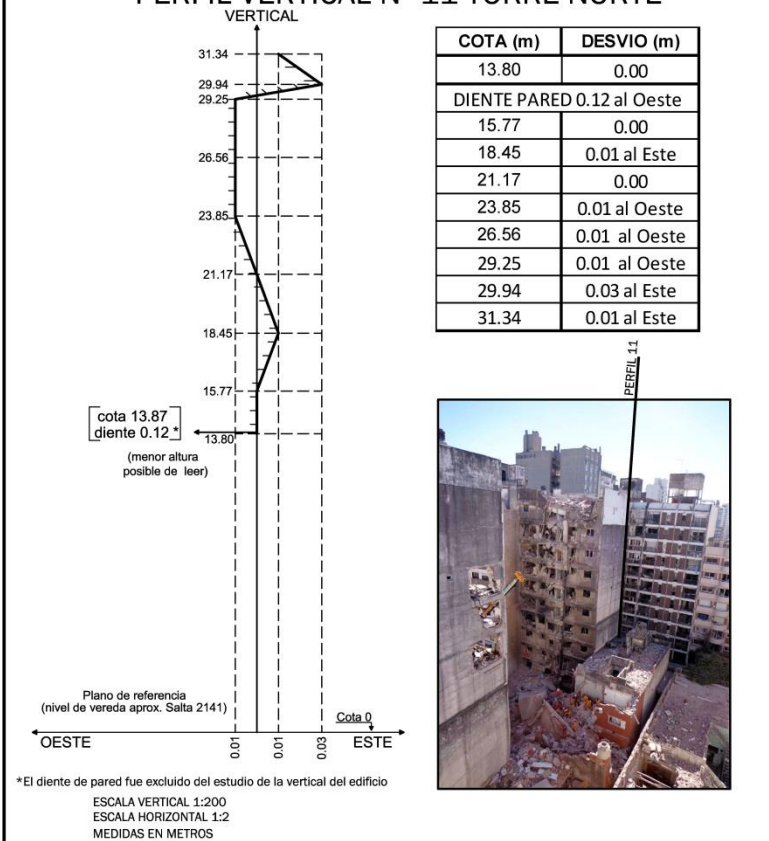 PERFIL VERTICAL N° 11 TORRE NORTE
VERTICAL
31.34
29.94
29.25
26.56
23.85
21.17
18.45
15.77
13.80
cota 13.87
diente 0.12 *
(menor altura
posible de leer)
Plano de referencia
(nivel de vereda aprox. Salta 2141)
Cota 0
OESTE
0.01
0.01
0.03
ESTE
*El diente de pared fue excluido del estudio de la vertical del edificio
ESCALA VERTICAL 1:200
ESCALA HORIZONTAL 1:2
MEDIDAS EN METROS
COTA (m) DESVIO (m)
13.80 0.00
DIENTE PARED 0.12 al Oeste
15.77 0.00
18.45 0.01 al Este
21.17 0.00
23.85 0.01 al Oeste
26.56 0.01 al Oeste
29.25 0.01 al Oeste
29.94 0.03 al Este
31.34 0.01 al Este
PERFIL 11